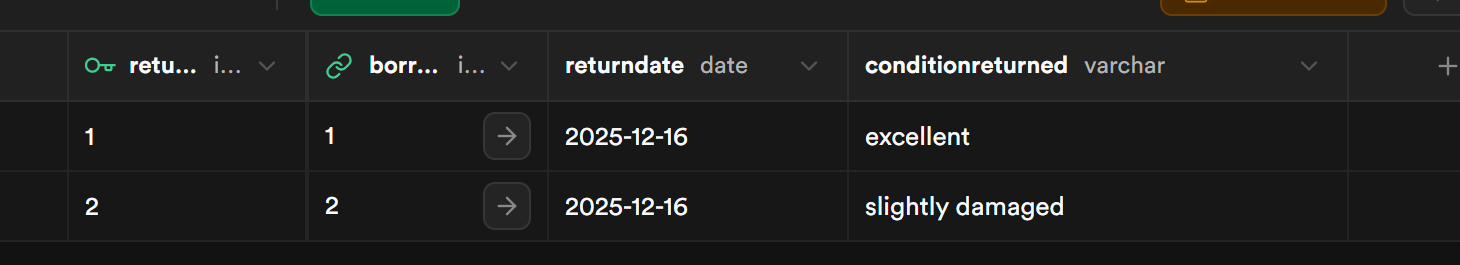 retu... i... borr... i... returndate date conditionreturned varchar
1 1 2025-12-16 excellent
2 2 2025-12-16 slightly damaged